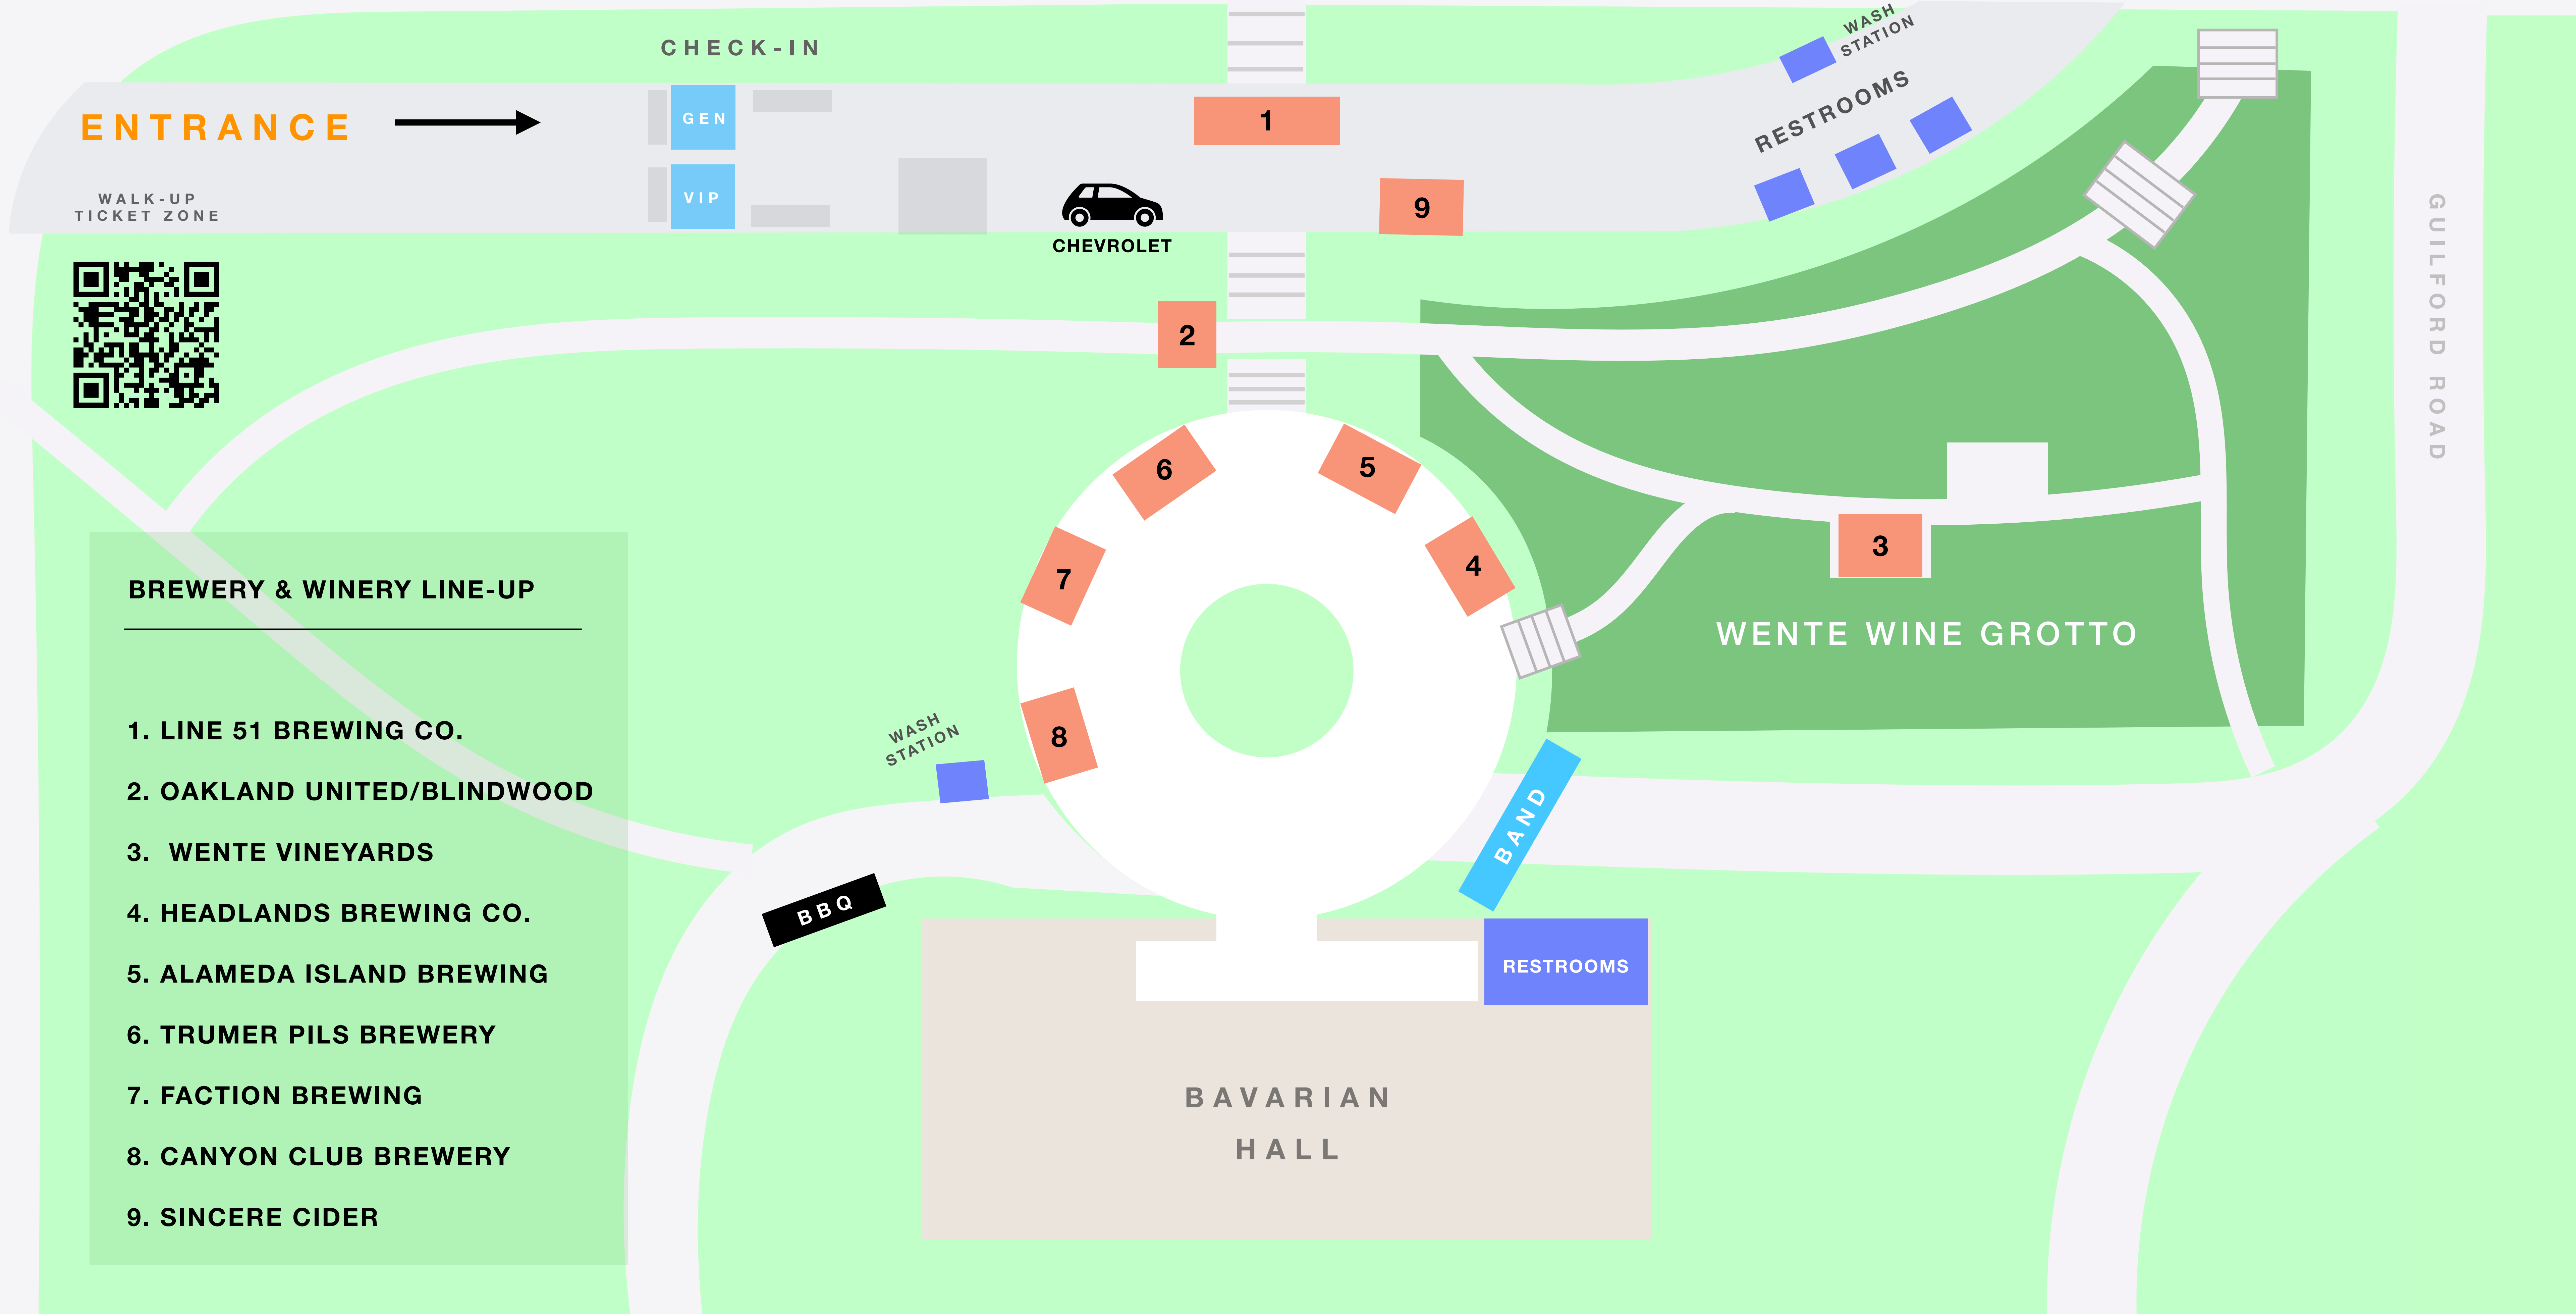 CHECK-IN
WASH
STATION
ENTRANCE
GEN
1
RESTROOMS
WALK-UP
TICKET ZONE
VIP
CHEVROLET
9
GUILFORD ROAD
2
6
5
7
4
3
WENTE WINE GROTTO
BREWERY & WINERY LINE-UP
1. LINE 51 BREWING CO.
2. OAKLAND UNITED/BLINDWOOD
3. WENTE VINEYARDS
4. HEADLANDS BREWING CO.
5. ALAMEDA ISLAND BREWING
6. TRUMER PILS BREWERY
7. FACTION BREWING
8. CANYON CLUB BREWERY
9. SINCERE CIDER
WASH
STATION
8
BAND
BBQ
RESTROOMS
BAVARIAN
HALL